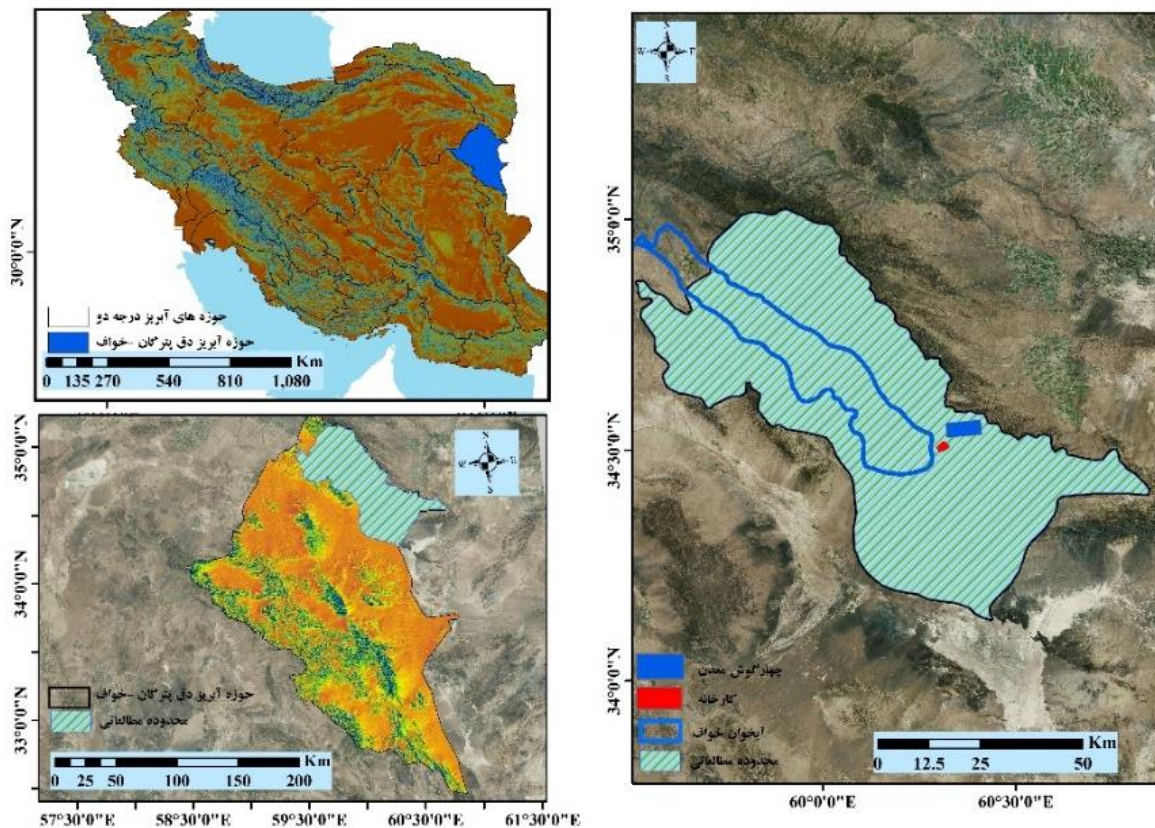 30°0'0"N
حوزه های آبریز درجه دو
حوزه آبریز دق پترگان -خواف
Km
0 135 270 540 810 1,080
N
W E
S
35°0'0"N
34°0'0"N
33°0'0"N
حوزه آبریز دق پترگان -خواف
محدوده مطالعاتی
Km
0 25 50 100 150 200
57°30'0"E 58°30'0"E 59°30'0"E 60°30'0"E 61°30'0"E
N
W E
S
35°0'0"N
34°30'0"N
34°0'0"N
چهارگوش معدن
کارخانه
آبخوان خواف
محدوده مطالعاتی
Km
0 12.5 25 50
60°0'0"E 60°30'0"E